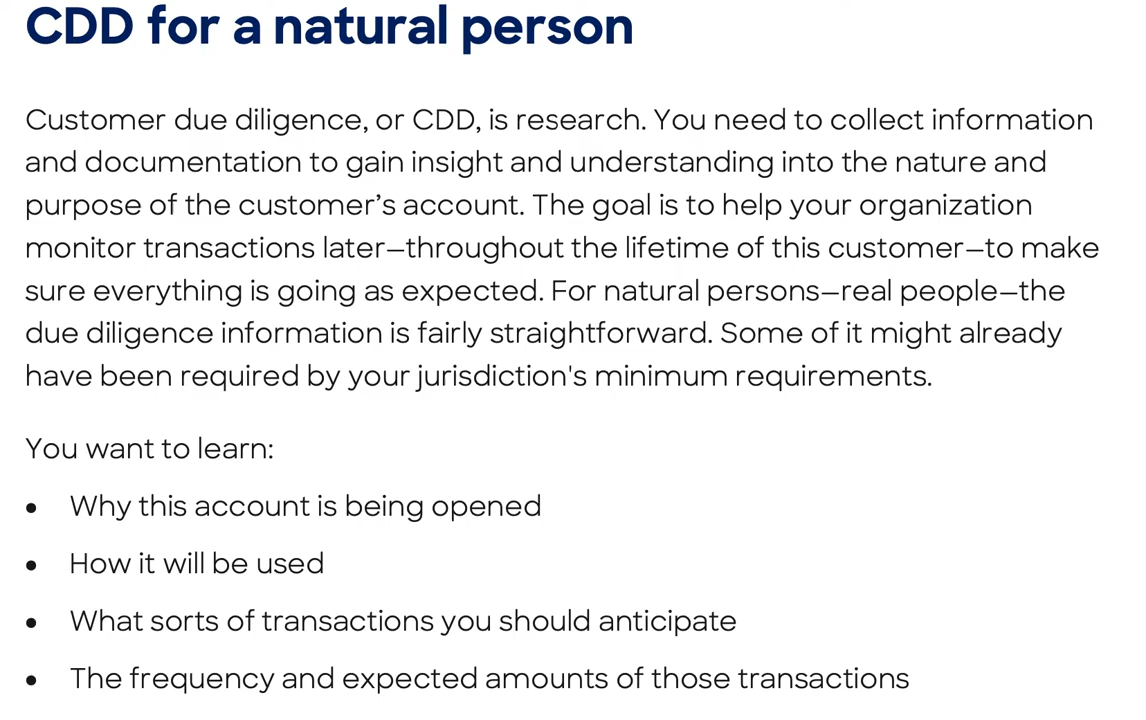 CDD for a natural person
Customer due diligence, or CDD, is research. You need to collect information
and documentation to gain insight and understanding into the nature and
purpose of the customer’s account. The goal is to help your organization
monitor transactions later—throughout the lifetime of this customer—to make
sure everything is going as expected. For natural persons—real people—the
due diligence information is fairly straightforward. Some of it might already
have been required by your jurisdiction's minimum requirements.
You want to learn:
• Why this account is being opened
• How it will be used
• What sorts of transactions you should anticipate
• The frequency and expected amounts of those transactions